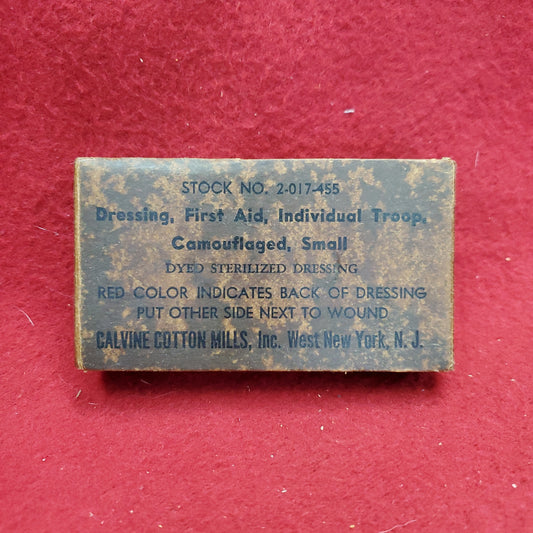 STOCK NO. 2-017-455
Dressing, First Aid, Individual Troop,
Camouflaged, Small
DYED STERILIZED DRESSING
RED COLOR INDICATES BACK OF DRESSING
PUT OTHER SIDE NEXT TO WOUND
CALVINE COTTON MILLS, Inc. West New York, N. J.